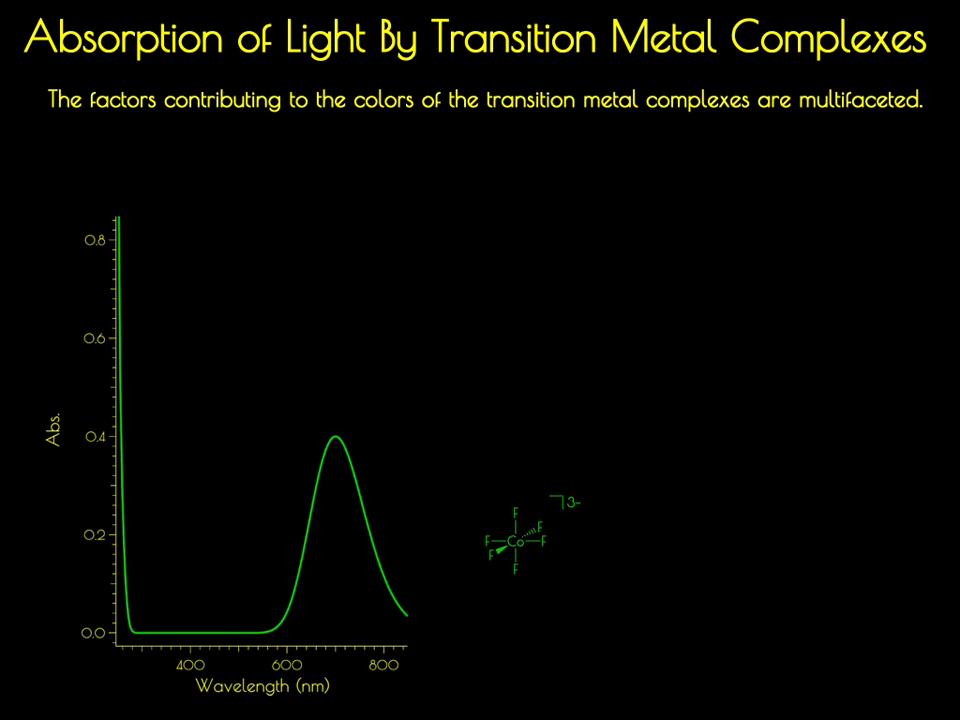 Absorption of Light By Transition Metal Complexes
The factors contributing to the colors of the transition metal complexes are multifaceted.
0.8
0.6
Abs.
0.4
0.2
0.0
400 600 800
Wavelength (nm)
3-
F
F
F Co F
F
F